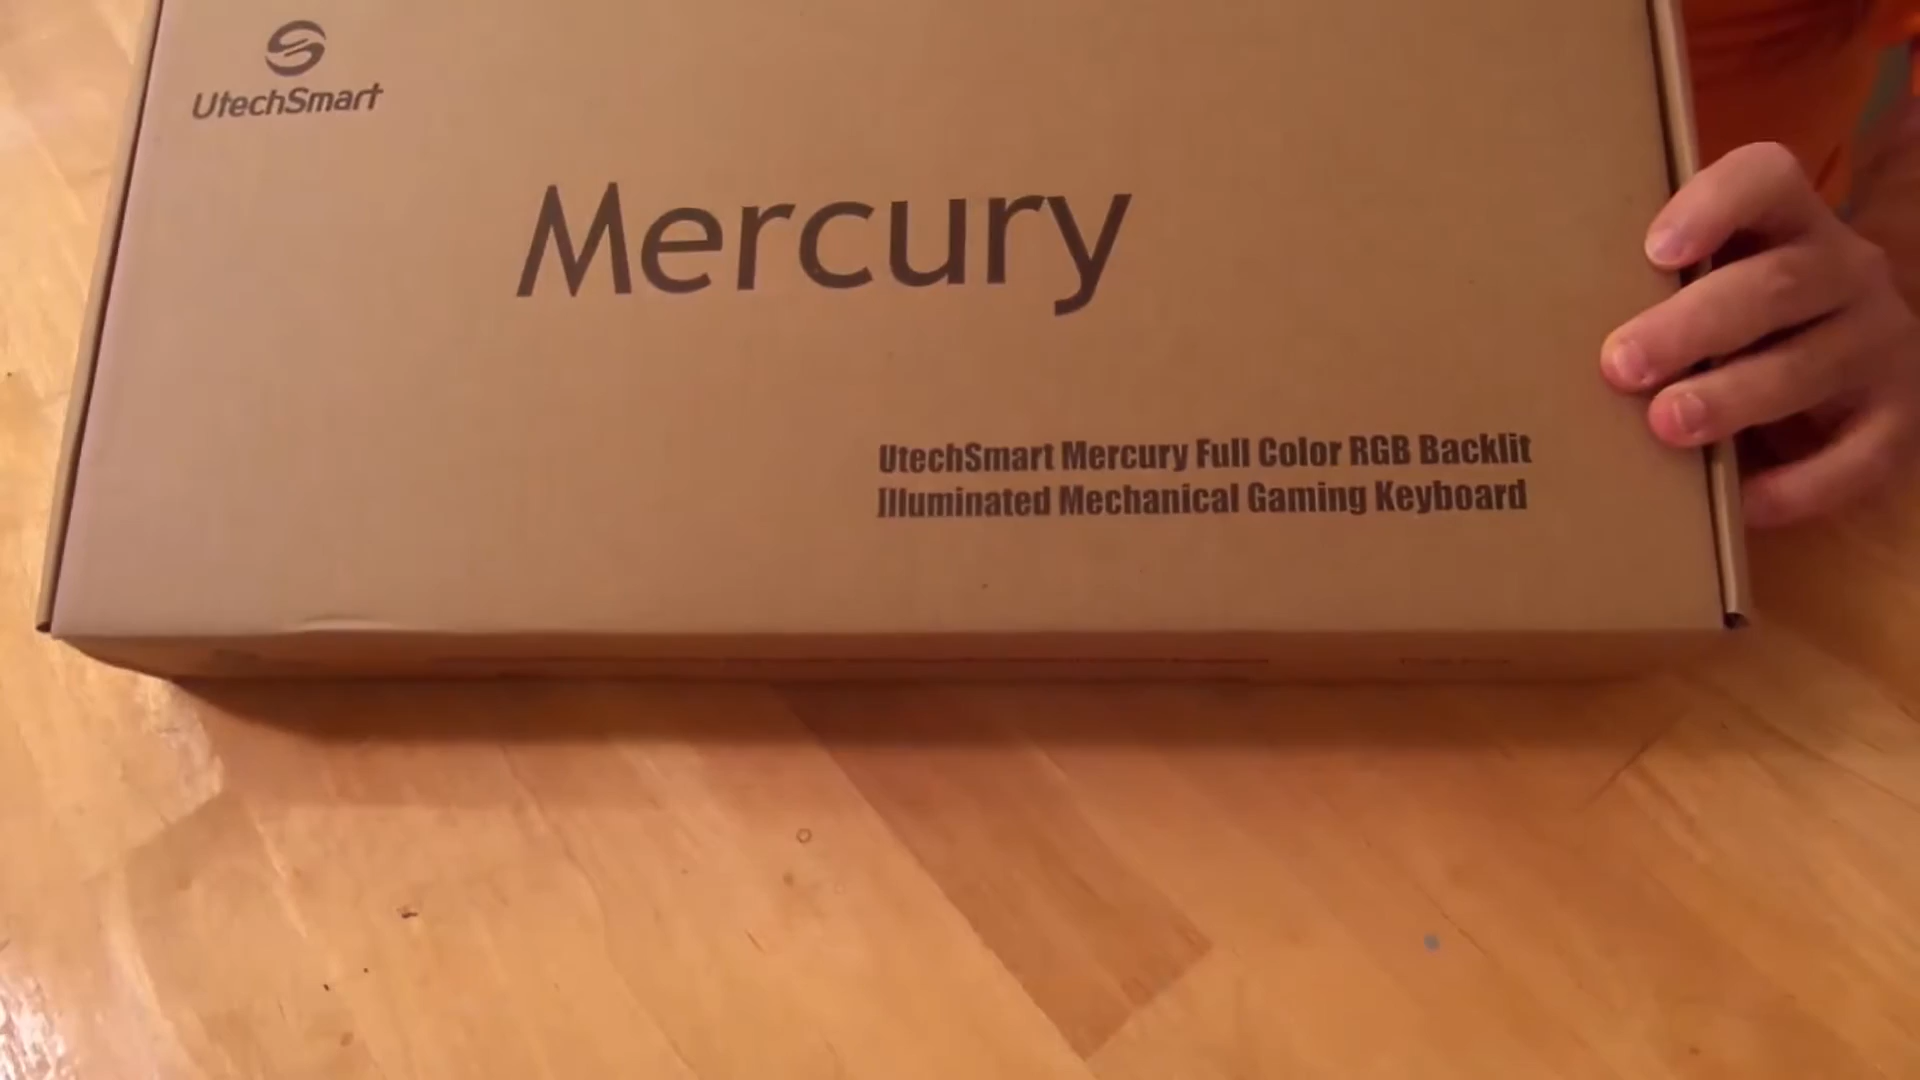 UtechSmart
Mercury
UtechSmart Mercury Full Color RGB Backlit
Illuminated Mechanical Gaming Keyboard